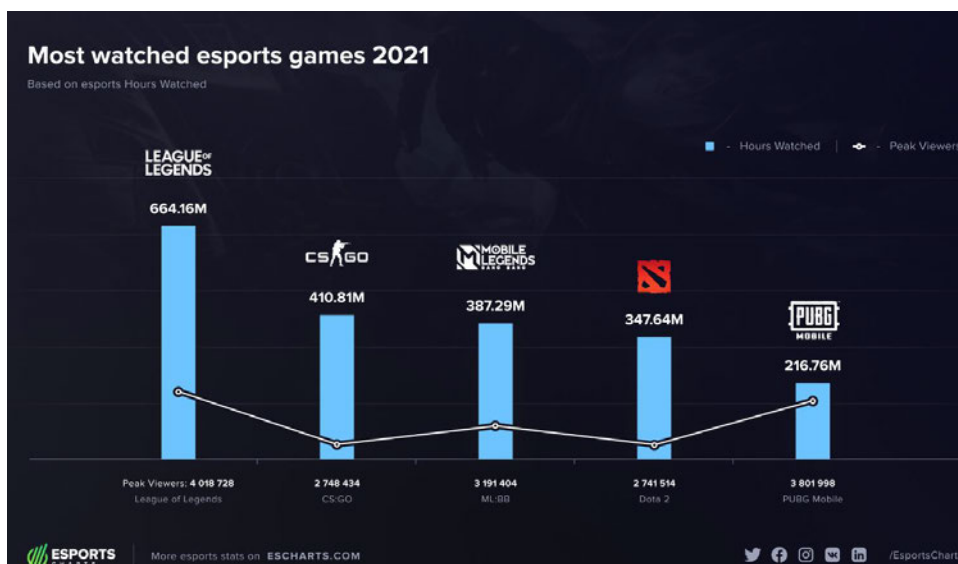 Most watched esports games 2021
Based on esports Hours Watched
- Hours Watched
- Peak Viewers
LEAGUE OF
LEGENDS
664.16M
CS GO
410.81M
MOBILE
LEGENDS
BANG BANG
387.29M
347.64M
PUBG
MOBILE
216.76M
Peak Viewers: 4 018 728
League of Legends
2 748 434
CS:GO
3 191 404
ML:BB
2 741 514
Dota 2
3 801 998
PUBG Mobile
ESPORTS
CHARTS
More esports stats on ESCHARTS.COM
/EsportsChart